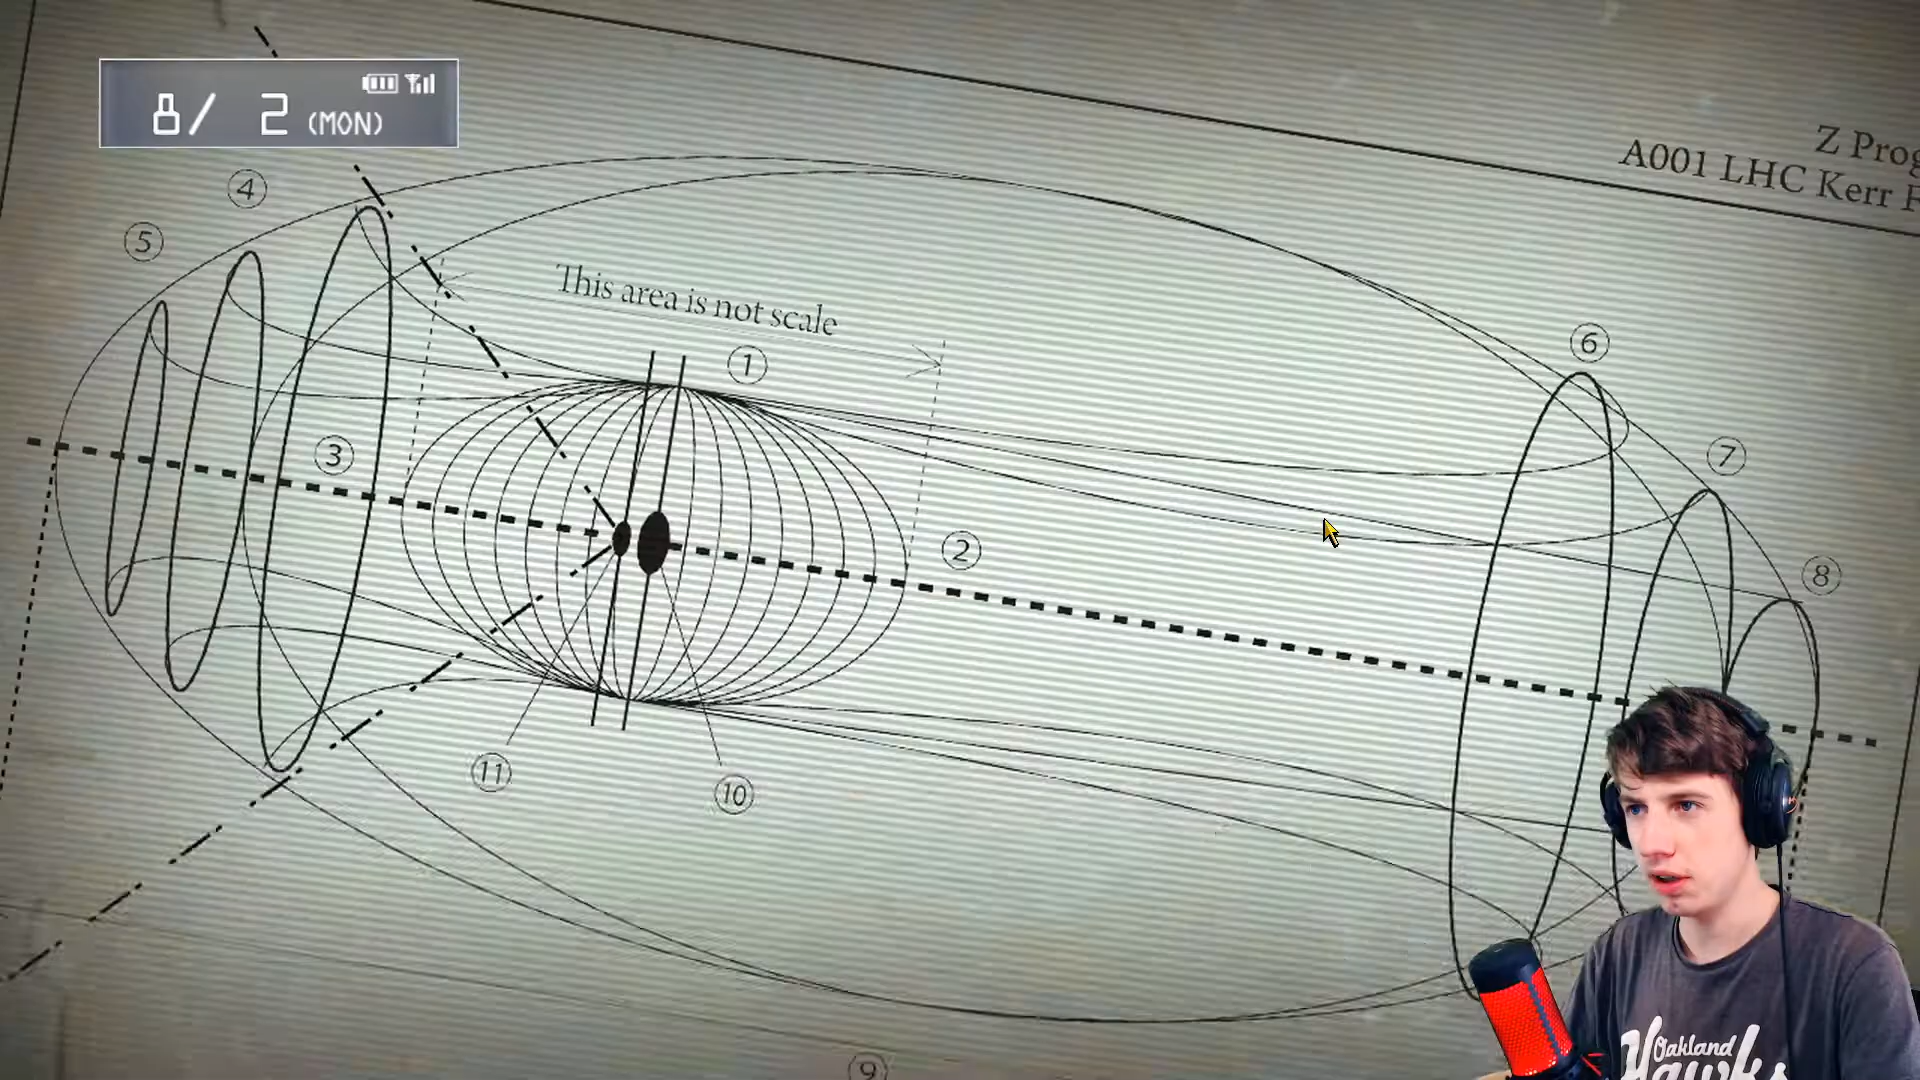 8/ 2 (MON)
Z Prog
A001 LHC Kerr F
④
⑤
This area is not scale
①
⑥
③
⑦
②
⑧
⑪
⑩
⑨
Oakland
Hawks